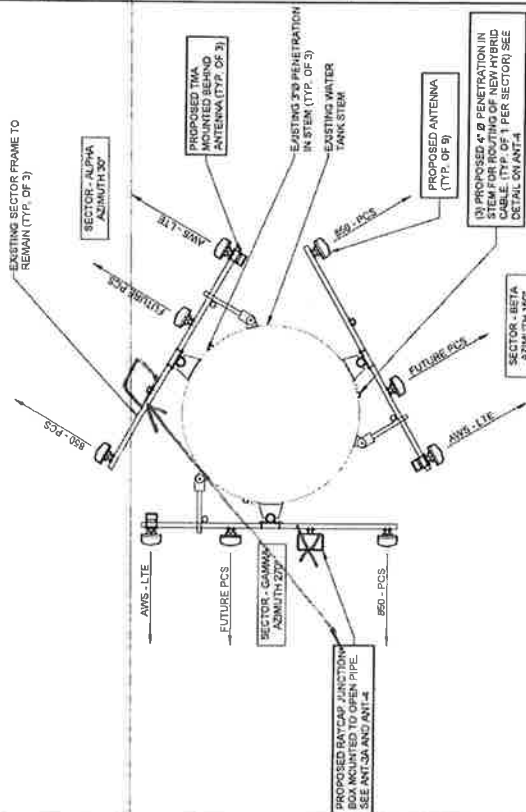 EXISTING SECTOR FRAME TO
REMAIN (TYP. OF 3)
SECTOR - ALPHA
AZIMUTH 30°
PROPOSED TMA
MOUNTED BEHIND
ANTENNA (TYP. OF 3)
EXISTING 3"Ø PENETRATION
IN STEM (TYP. OF 3)
EXISTING WATER
TANK STEM
PROPOSED ANTENNA
(TYP. OF 9)
(3) PROPOSED 4" Ø PENETRATION IN
STEM FOR ROUTING OF NEW HYBRID
CABLE. (TYP. OF 1 PER SECTOR) SEE
DETAIL ON ANT-4
850 - PCS
FUTURE PCS
AWS - LTE
850 - PCS
FUTURE PCS
AWS - LTE
SECTOR - BETA
AWS - LTE
FUTURE PCS
SECTOR - GAMMA
AZIMUTH 270°
850 - PCS
PROPOSED RAYCAP JUNCTION
BOX MOUNTED TO OPEN PIPE.
SEE ANT-3A AND ANT-4